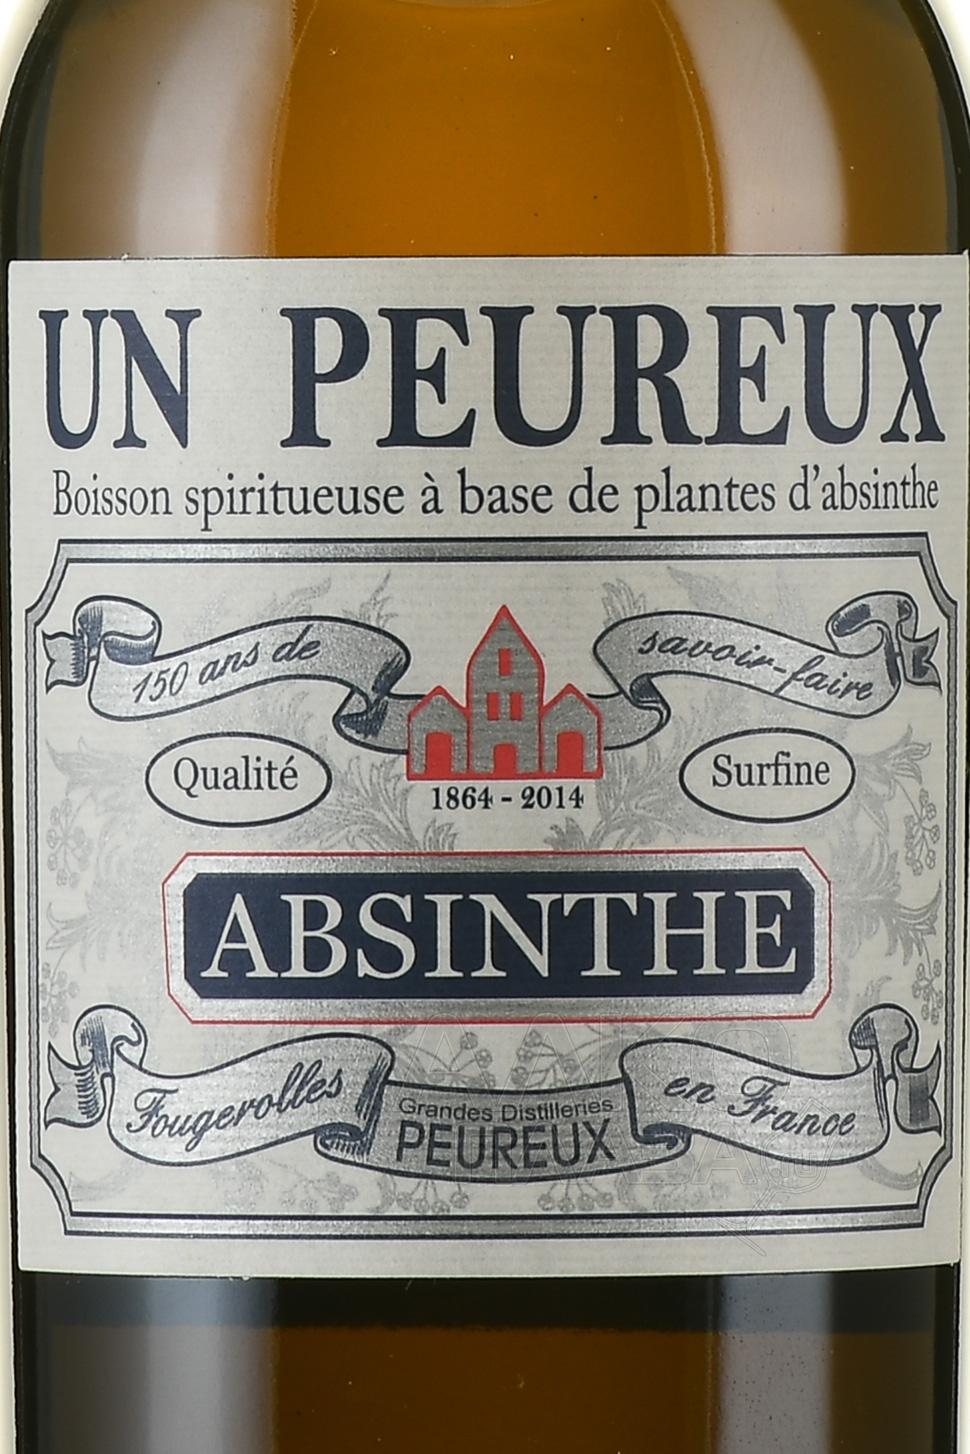 UN PEUREUX
Boisson spiritueuse à base de plantes d'absinthe
150 ans de savoir-faire
Qualité
Surfine
1864 - 2014
ABSINTHE
Fougerolles en France
Grandes Distilleries
PEUREUX